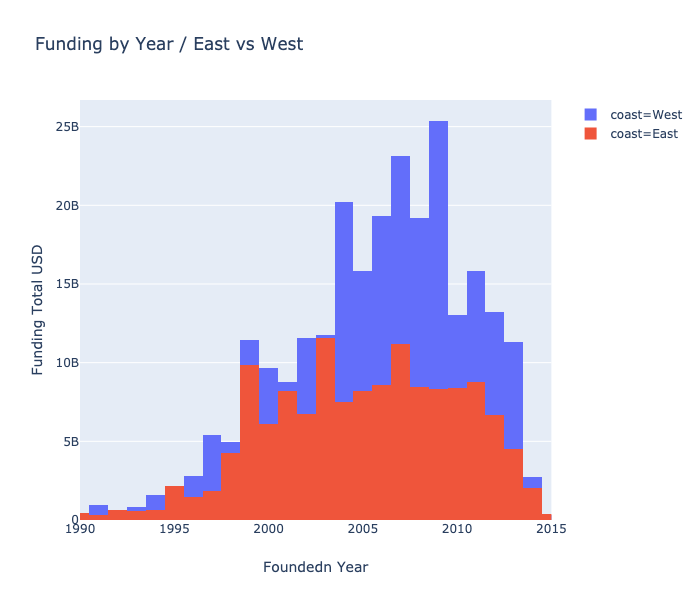 Funding by Year / East vs West
coast=West
coast=East
Funding Total USD
25B
20B
15B
10B
5B
0
1990
1995
2000
2005
2010
2015
Foundedn Year